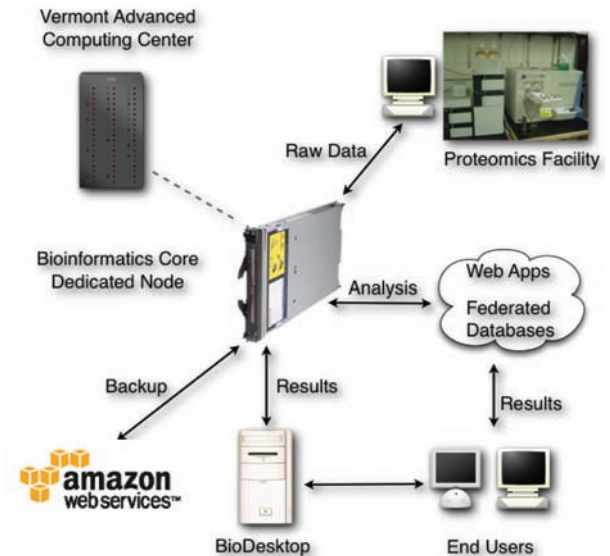 Vermont Advanced
Computing Center
Raw Data
Proteomics Facility
Bioinformatics Core
Dedicated Node
Analysis
Web Apps
Federated
Databases
Backup
Results
Results
amazon
webservices™
BioDesktop
End Users